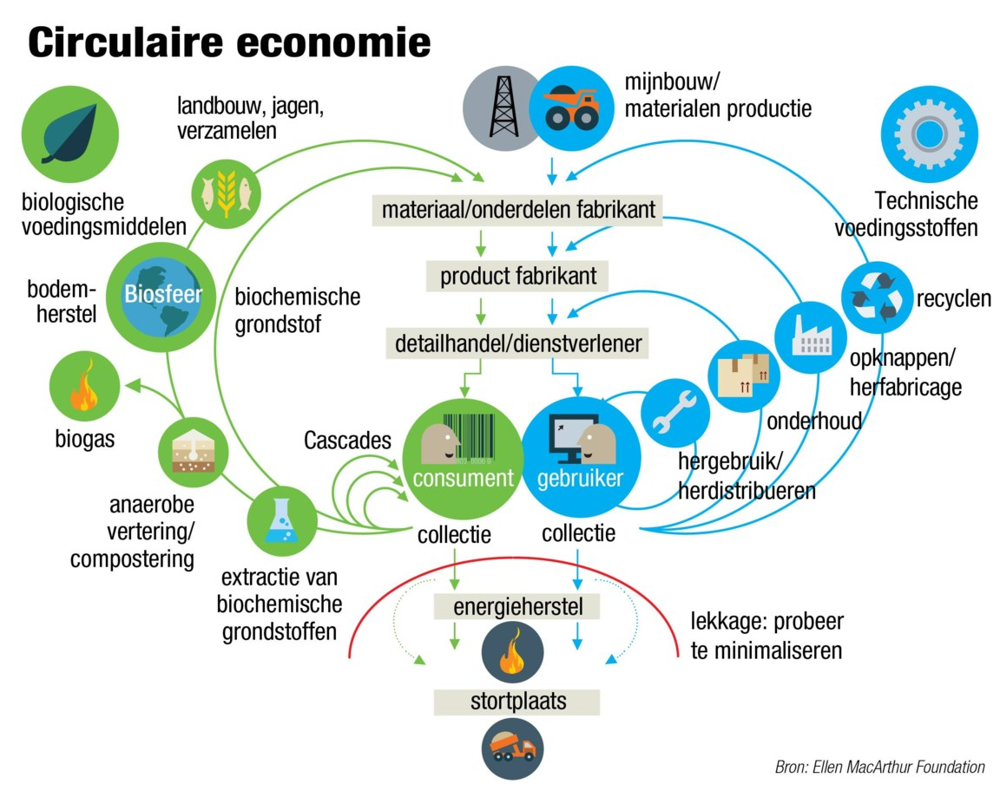 Circulaire economie
landbouw, jagen,
verzamelen
mijnbouw/
materialen productie
biologische
voedingsmiddelen
Technische
voedingsstoffen
materiaal/onderdelen fabrikant
product fabrikant
detailhandel/dienstverlener
bodem-
herstel
Biosfeer
biochemische
grondstof
recyclen
opknappen/
herfabricage
onderhoud
hergebruik/
herdistribueren
biogas
Cascades
consument
gebruiker
anaerobe
vertering/
compostering
collectie
collectie
extractie van
biochemische
grondstoffen
energieherstel
lekkage: probeer
te minimaliseren
stortplaats
Bron: Ellen MacArthur Foundation